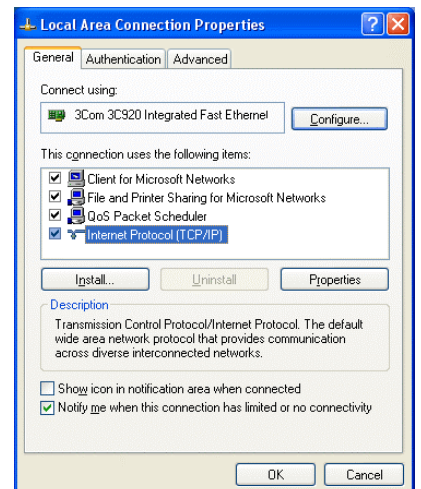 Local Area Connection Properties
General Authentication Advanced
Connect using:
3Com 3C920 Integrated Fast Ethernet Configure...
This connection uses the following items:
Client for Microsoft Networks
File and Printer Sharing for Microsoft Networks
QoS Packet Scheduler
Internet Protocol (TCP/IP)
Install... Uninstall Properties
Description
Transmission Control Protocol/Internet Protocol. The default
wide area network protocol that provides communication
across diverse interconnected networks.
Show icon in notification area when connected
Notify me when this connection has limited or no connectivity
OK Cancel